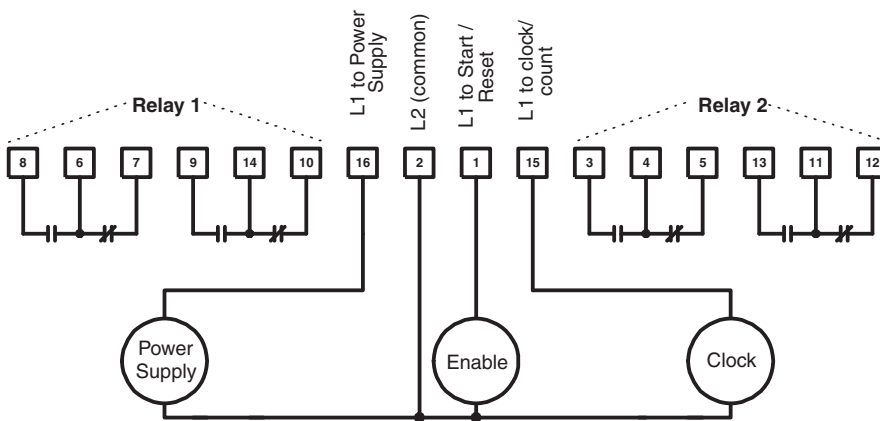 L1 to Power
Supply
L2 (common)
L1 to Start /
Reset
L1 to clock/
count
Relay 1
Relay 2
8
6
7
9
14
10
16
2
1
15
3
4
5
13
11
12
Power
Supply
Enable
Clock